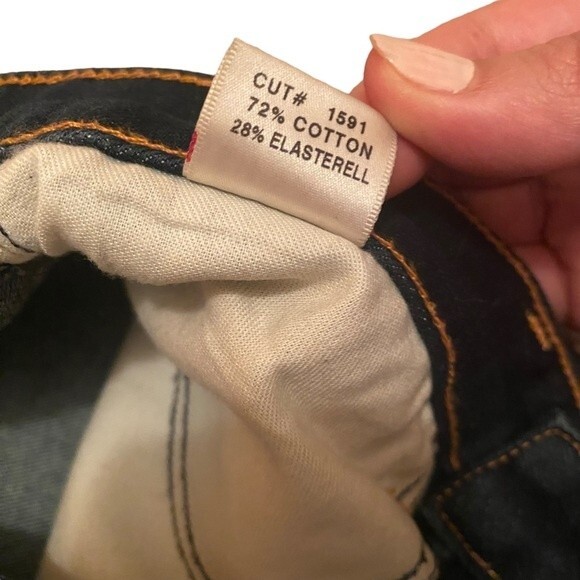 CUT# 1591
72% COTTON
28% ELASTERELL